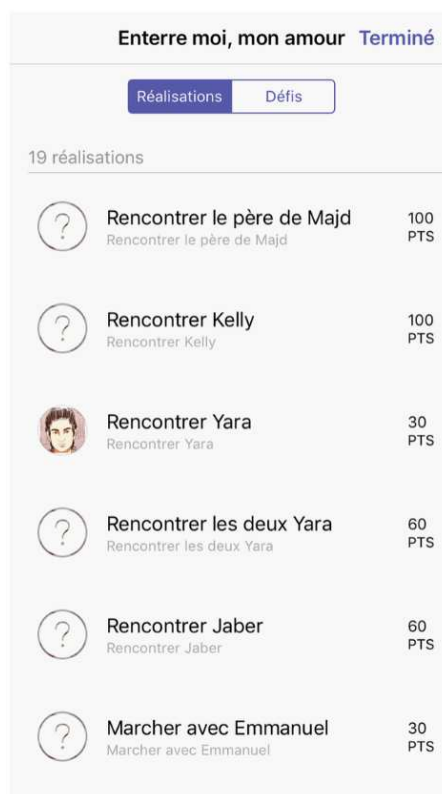 Enterre moi, mon amour Terminé
Réalisations Défis
19 réalisations
Rencontrer le père de Majd 100
Rencontrer le père de Majd PTS
Rencontrer Kelly 100
Rencontrer Kelly PTS
Rencontrer Yara 30
Rencontrer Yara PTS
Rencontrer les deux Yara 60
Rencontrer les deux Yara PTS
Rencontrer Jaber 60
Rencontrer Jaber PTS
Marcher avec Emmanuel 30
Marcher avec Emmanuel PTS